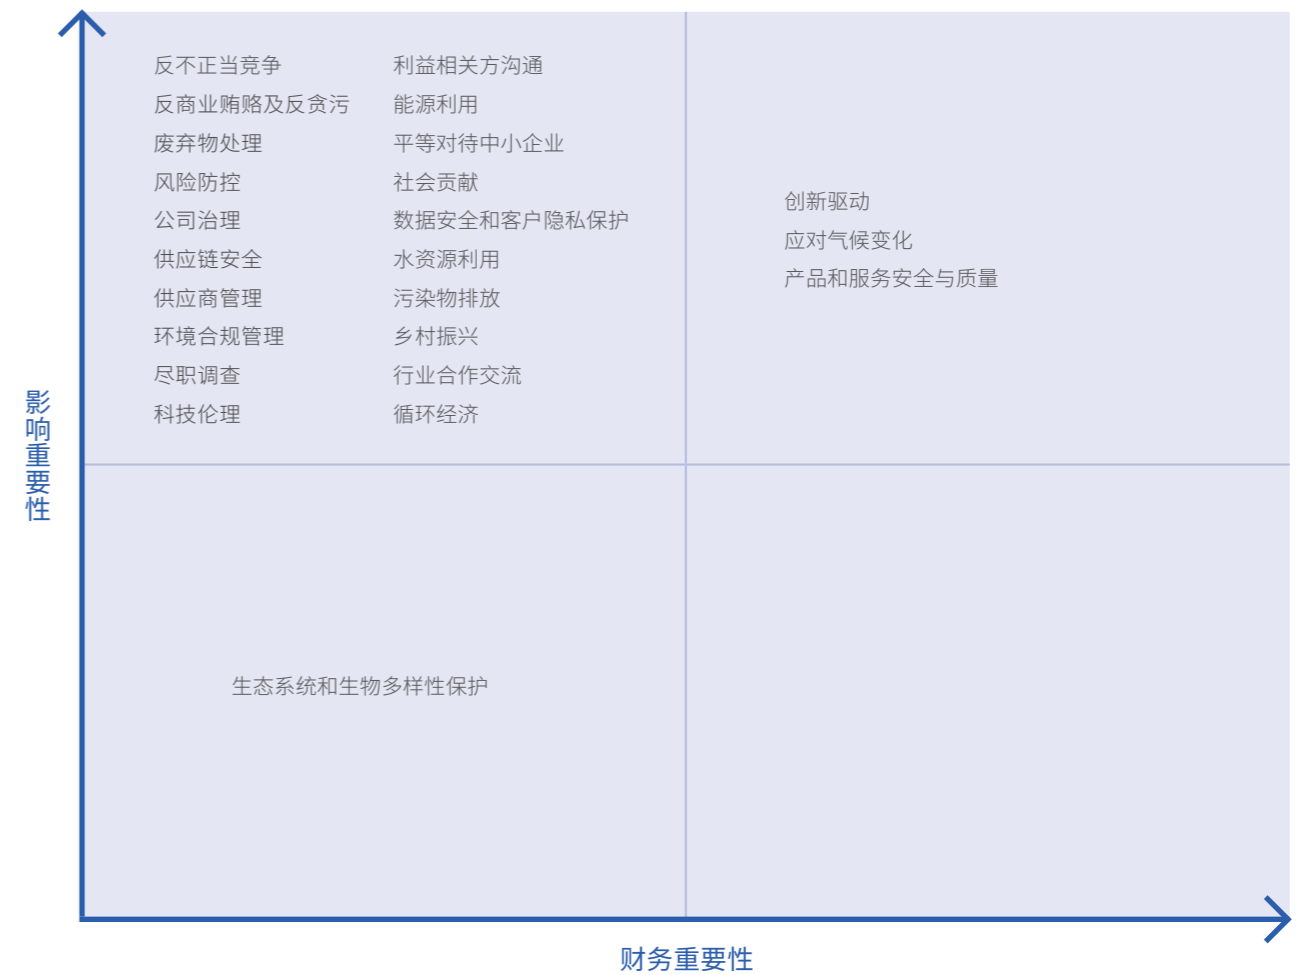 反不正当竞争
反商业贿赂及反贪污
废弃物处理
风险防控
公司治理
供应链安全
供应商管理
环境合规管理
尽职调查
科技伦理
利益相关方沟通
能源利用
平等对待中小企业
社会贡献
数据安全和客户隐私保护
水资源利用
污染物排放
乡村振兴
行业合作交流
循环经济
创新驱动
应对气候变化
产品和服务安全与质量
影响重要性
生态系统和生物多样性保护
财务重要性